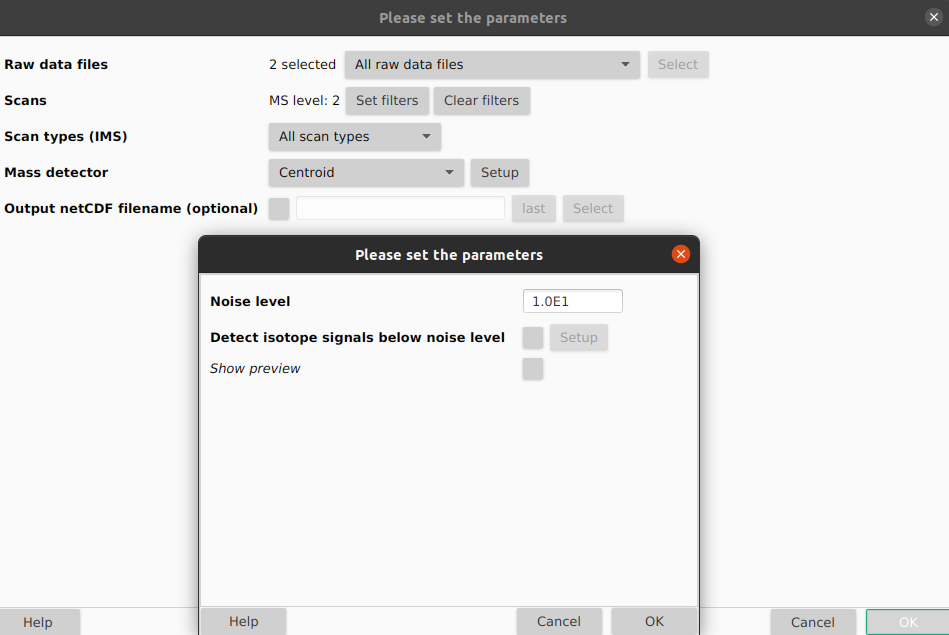 Please set the parameters
Raw data files 2 selected All raw data files Select
Scans MS level: 2 Set filters Clear filters
Scan types (IMS) All scan types
Mass detector Centroid Setup
Output netCDF filename (optional) last Select
Please set the parameters
Noise level 1.0E1
Detect isotope signals below noise level Setup
Show preview
Help Cancel OK
Help Cancel OK